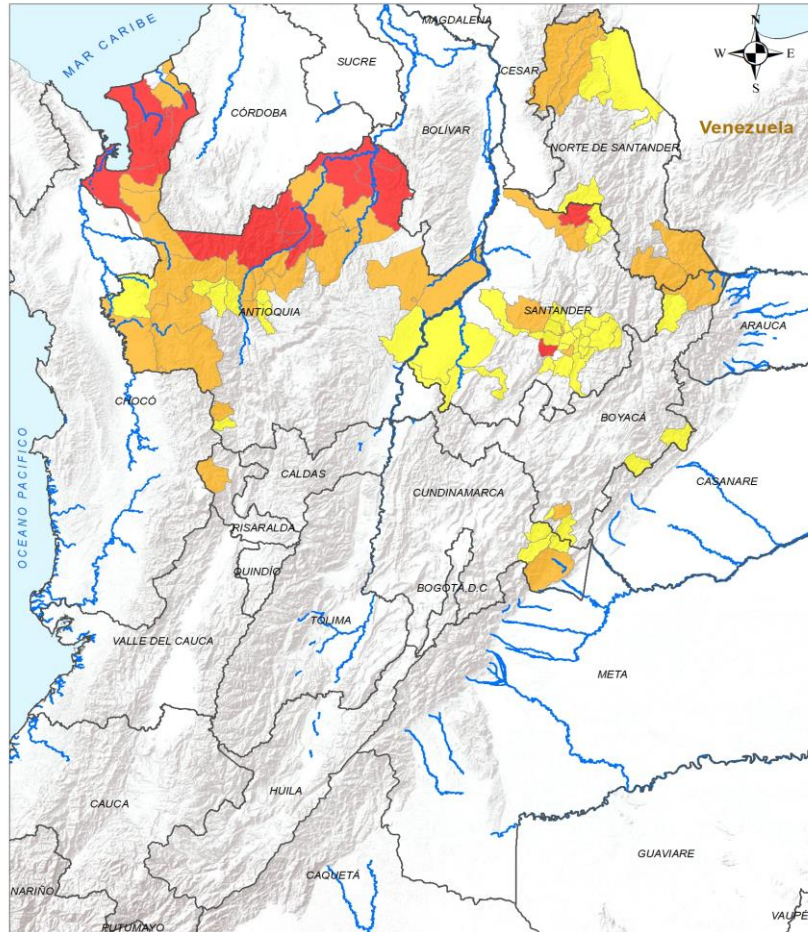 MAGDALENA
N
W E
S
MAR CARIBE
SUCRE
CESAR
CÓRDOBA
BOLÍVAR
Venezuela
NORTE DE SANTANDER
ANTIOQUIA
SANTANDER
ARAUCA
CHOCÓ
BOYACÁ
OCEANO PACIFICO
CALDAS
CASANARE
CUNDINAMARCA
RISARALDA
QUINDÍO
BOGOTÁ, D.C
TOLIMA
VALLE DEL CAUCA
META
HUILA
CAUCA
GUAVIARE
CAQUETÁ
NARIÑO
PUTUMAYO
VAUPÉ